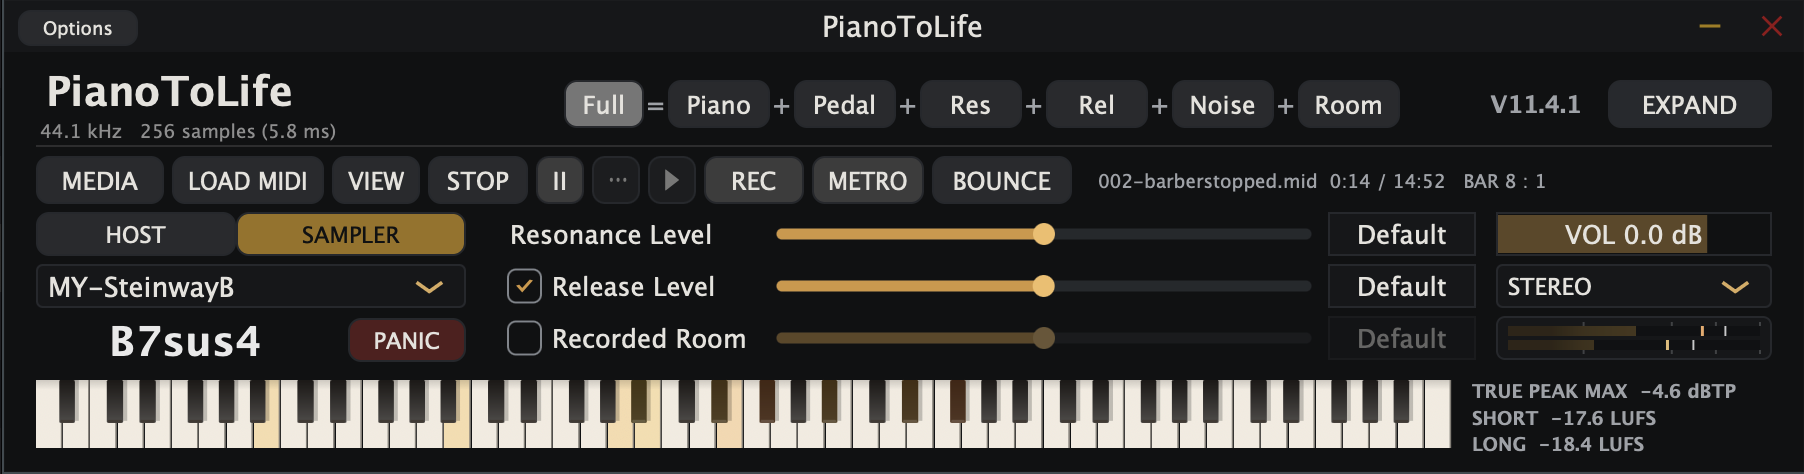 Options
PianoToLife
PianoToLife
44.1 kHz 256 samples (5.8 ms)
Full = Piano + Pedal + Res + Rel + Noise + Room
V11.4.1
EXPAND
MEDIA LOAD MIDI VIEW STOP II ... REC METRO BOUNCE
002-barberstopped.mid 0:14 / 14:52 BAR 8 : 1
HOST SAMPLER
Resonance Level
Default
VOL 0.0 dB
MY-SteinwayB
Release Level
Default
STEREO
B7sus4
PANIC
Recorded Room
Default
TRUE PEAK MAX -4.6 dBTP
SHORT -17.6 LUFS
LONG -18.4 LUFS